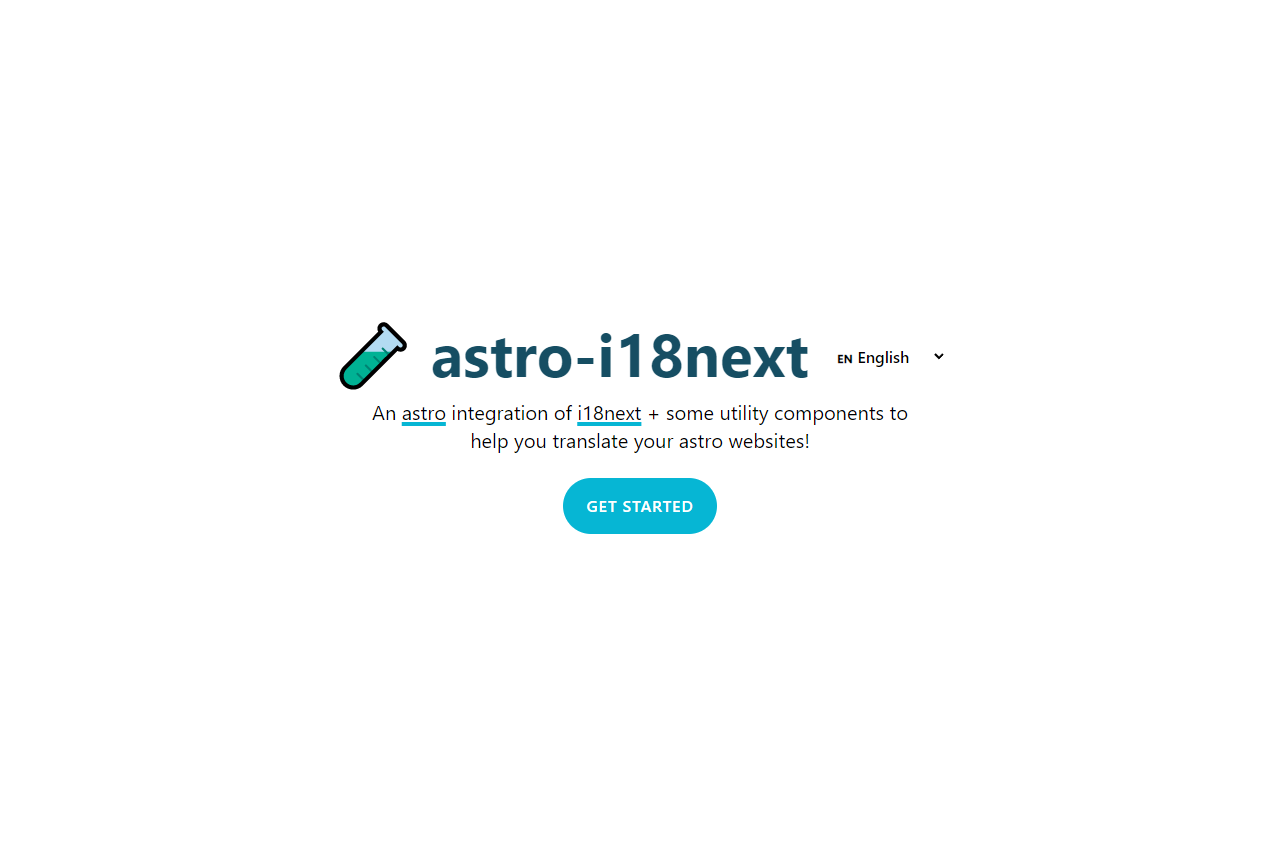 astro-i18next
EN English
An astro integration of i18next + some utility components to
help you translate your astro websites!
GET STARTED